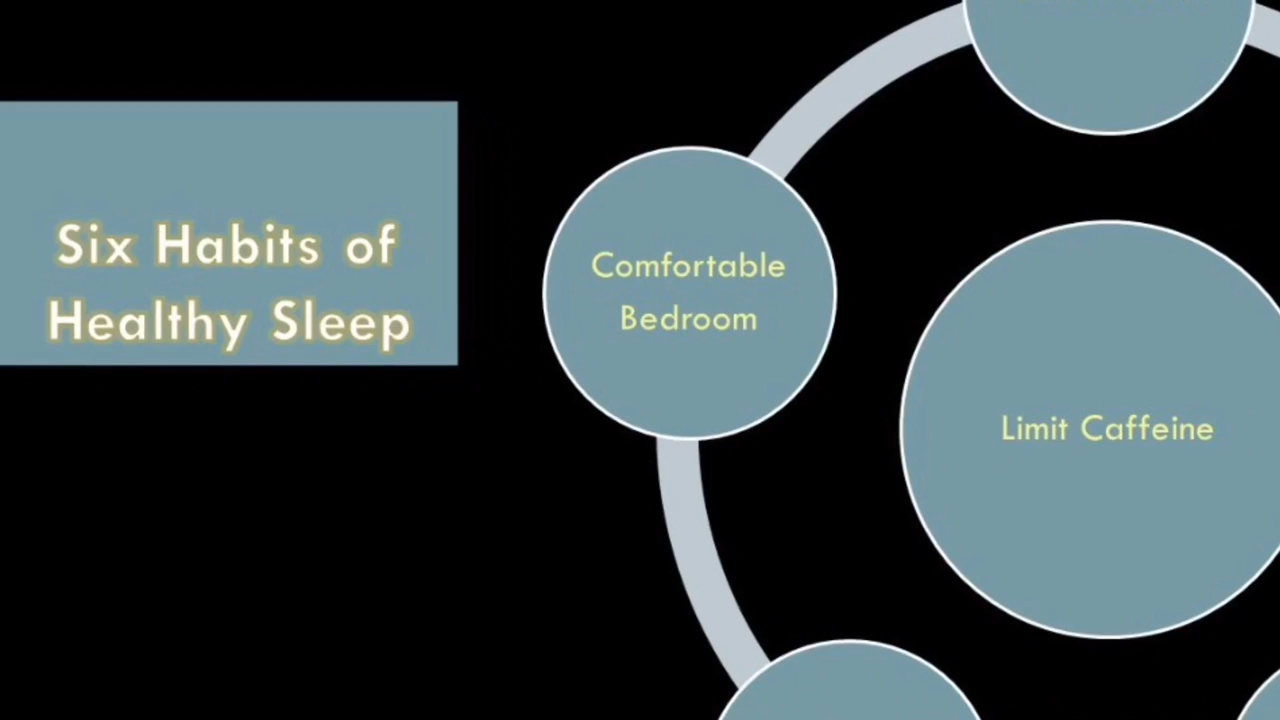 Six Habits of
Healthy Sleep
Comfortable
Bedroom
Limit Caffeine